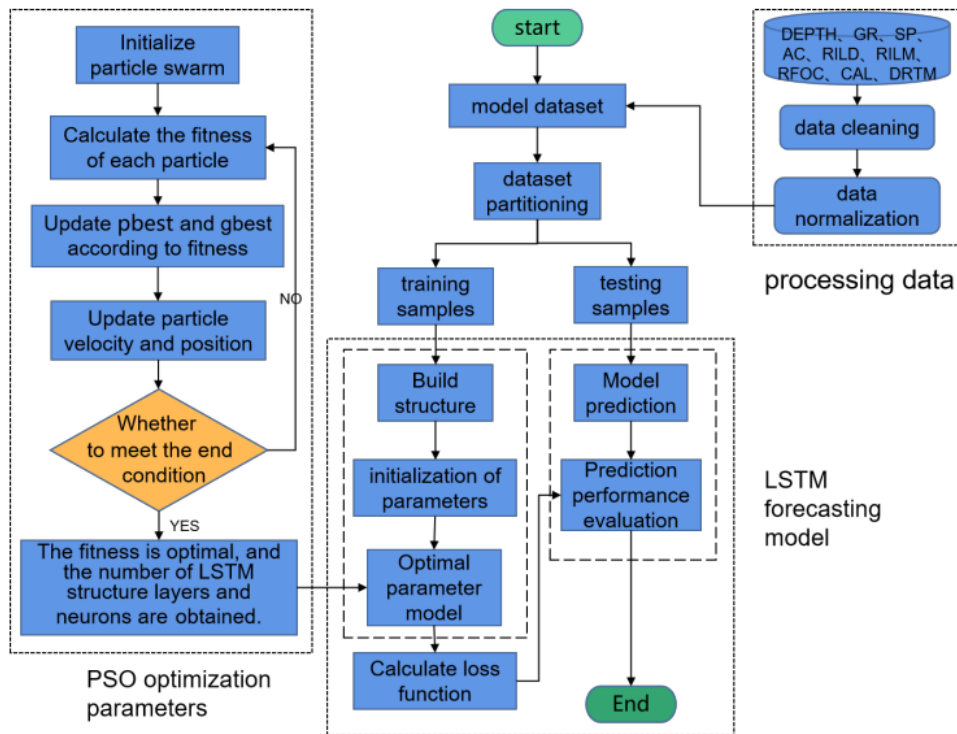 Initialize
particle swarm
Calculate the fitness
of each particle
Update pbest and gbest
according to fitness
Update particle
velocity and position
NO
Whether
to meet the end
condition
YES
The fitness is optimal, and
the number of LSTM
structure layers and
neurons are obtained.
PSO optimization
parameters
start
model dataset
dataset
partitioning
training
samples
testing
samples
Build
structure
initialization of
parameters
Optimal
parameter
model
Calculate loss
function
Model
prediction
Prediction
performance
evaluation
End
LSTM
forecasting
model
DEPTH、GR、SP、
AC、RILD、RILM、
RFOC、CAL、DRTM
data cleaning
data
normalization
processing data